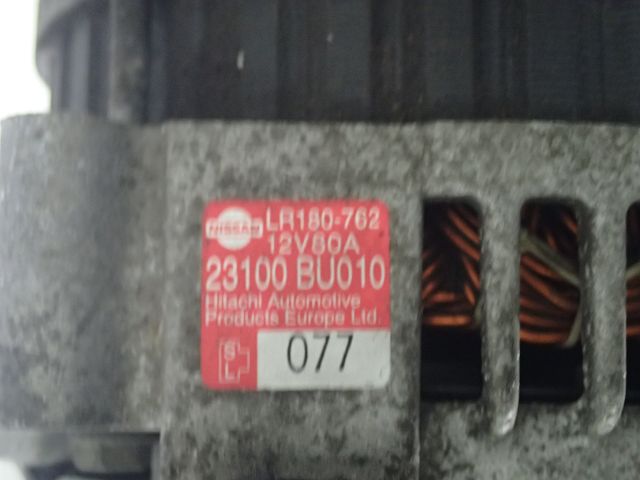 NISSAN LR180-762
12V80A
23100 BU010
Hitachi Automotive
Products Europe Ltd.
S
L
077